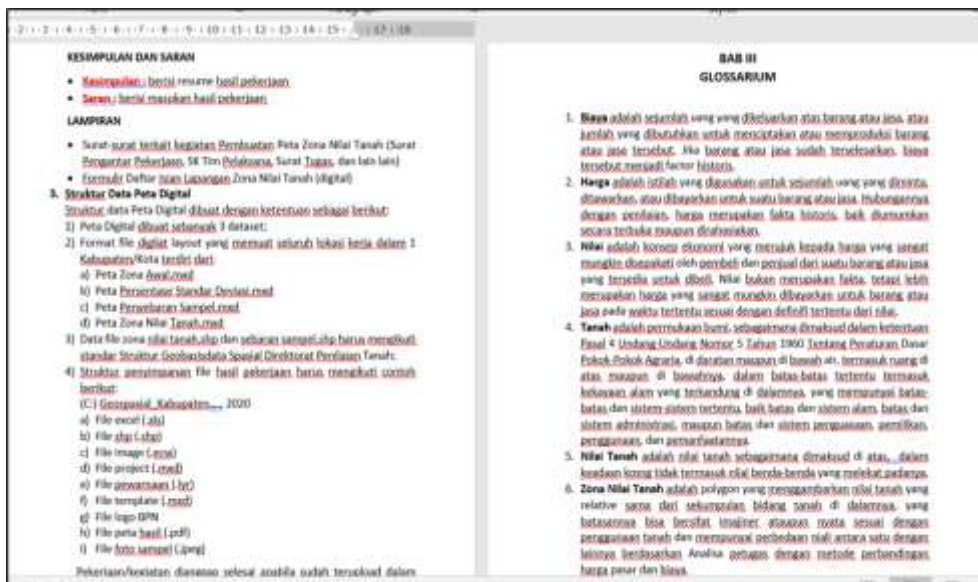 KESIMPULAN DAN SARAN
• Kesimpulan : berisi resume hasil pekerjaan
• Saran : berisi masukan hasil pekerjaan
LAMPIRAN
• Surat-surat terkait kegiatan Pembuatan Peta Zona Nilai Tanah (Surat
Pengantar Pekerjaan, SK Tim Pelaksana, Surat Tugas, dan lain lain)
• Formulir Daftar Isian Lapangan Zona Nilai Tanah (digital)
3. Struktur Data Peta Digital
Struktur data Peta Digital dibuat dengan ketentuan sebagai berikut:
1) Peta Digital dibuat sebanyak 3 dataset;
2) Format file digital layout yang memuat seluruh lokasi kerja dalam 1
Kabupaten/Kota terdiri dari:
a) Peta Zona Awal.mxd
b) Peta Persentase Standar Deviasi.mxd
c) Peta Penyebaran Sampel.mxd
d) Peta Zona Nilai Tanah.mxd
3) Data file zona nilai tanah.shp dan sebaran sampel.shp harus mengikuti
standar Struktur Geobasisdata Spasial Direktorat Penilaian Tanah;
4) Struktur penyimpanan file hasil pekerjaan harus mengikuti contoh
berikut:
(C:) Geospasial_Kabupaten.... 2020
a) File excel (.xls)
b) File shp (.shp)
c) File image (.ecw)
d) File project (.mxd)
e) File pewarnaan (.lyr)
f) File template (.mxd)
g) File logo BPN
h) File peta hasil (.pdf)
i) File foto sampel (.jpeg)
Pekerjaan/kegiatan dianggap selesai apabila sudah terupload dalam
BAB III
GLOSSARIUM
1. Biaya adalah sejumlah uang yang dikeluarkan atas barang atau jasa, atau
jumlah yang dibutuhkan untuk menciptakan atau memproduksi barang
atau jasa tersebut. Jika barang atau jasa sudah terselesaikan, biaya
tersebut menjadi factor historis.
2. Harga adalah istilah yang digunakan untuk sejumlah uang yang diminta,
ditawarkan, atau dibayarkan untuk suatu barang atau jasa. Hubungannya
dengan penilaian, harga merupakan fakta historis, baik diumumkan
secara terbuka maupun dirahasiakan.
3. Nilai adalah konsep ekonomi yang merujuk kepada harga yang sangat
mungkin disepakati oleh pembeli dan penjual dari suatu barang atau jasa
yang tersedia untuk dibeli. Nilai bukan merupakan fakta, tetapi lebih
merupakan harga yang sangat mungkin dibayarkan untuk barang atau
jasa pada waktu tertentu sesuai dengan definifi tertentu dari nilai.
4. Tanah adalah permukaan bumi, sebagaimana dimaksud dalam ketentuan
Pasal 4 Undang Undang Nomor 5 Tahun 1960 Tentang Peraturan Dasar
Pokok-Pokok Agraria, di daratan maupun di bawah air, termasuk ruang di
atas maupun di bawahnya, dalam batas-batas tertentu termasuk
kekayaan alam yang terkandung di dalamnya, yang mempunyai batas-
batas dan sistem-sistem tertentu, baik batas dan sistem alam, batas dan
sistem administrasi, maupun batas dan sistem penguasaan, pemilikan,
penggunaan, dan pemanfaatannya.
5. Nilai Tanah adalah nilai tanah sebagaimana dimaksud di atas, dalam
keadaan kosong tidak termasuk nilai benda-benda yang melekat padanya.
6. Zona Nilai Tanah adalah polygon yang menggambarkan nilai tanah yang
relative sama dari sekumpulan bidang tanah di dalamnya, yang
batasannya bisa bersifat imajiner ataupun nyata sesuai dengan
penggunaan tanah dan mempunyai perbedaan niali antara satu dengan
lainnya berdasarkan Analisa petugas dengan metode perbandingan
harga pasar dan biaya.